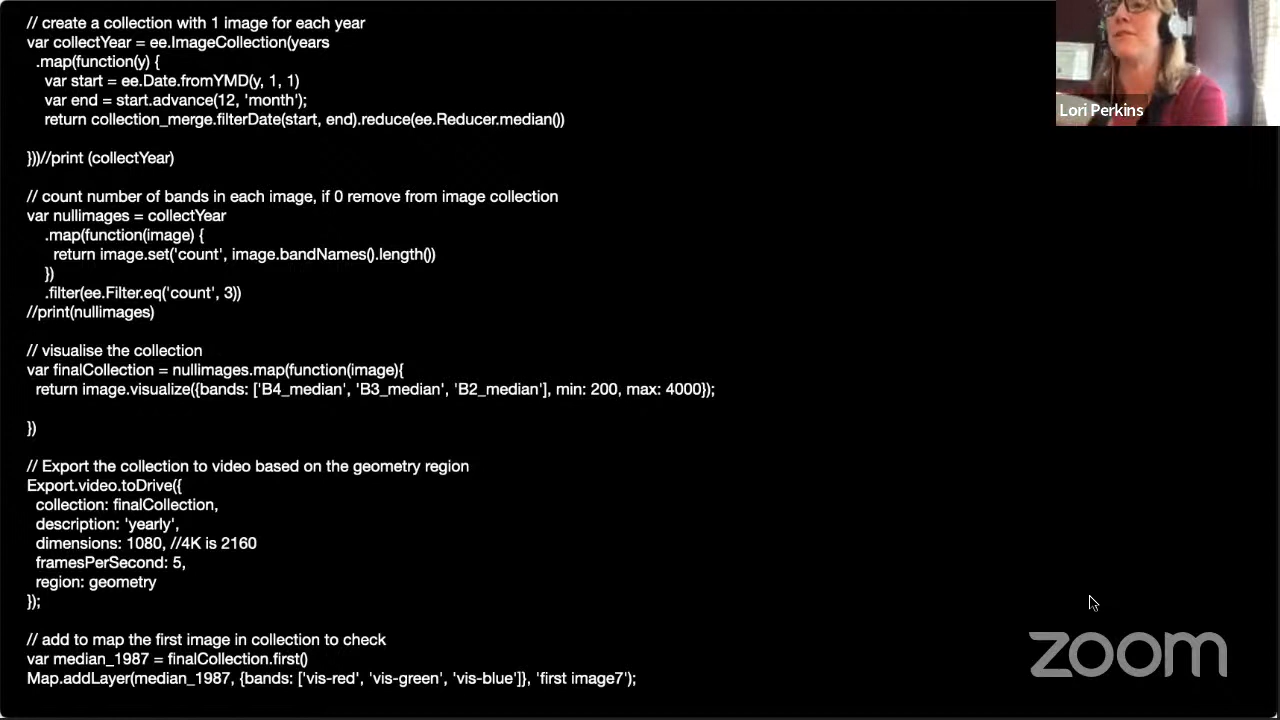 // create a collection with 1 image for each year
var collectYear = ee.ImageCollection(years
.map(function(y) {
var start = ee.Date.fromYMD(y, 1, 1)
var end = start.advance(12, 'month');
return collection_merge.filterDate(start, end).reduce(ee.Reducer.median())
}))//print (collectYear)
// count number of bands in each image, if 0 remove from image collection
var nullimages = collectYear
.map(function(image) {
return image.set('count', image.bandNames().length())
})
.filter(ee.Filter.eq('count', 3))
//print(nullimages)
// visualise the collection
var finalCollection = nullimages.map(function(image){
return image.visualize({bands: ['B4_median', 'B3_median', 'B2_median'], min: 200, max: 4000});
})
// Export the collection to video based on the geometry region
Export.video.toDrive({
collection: finalCollection,
description: 'yearly',
dimensions: 1080, //4K is 2160
framesPerSecond: 5,
region: geometry
});
// add to map the first image in collection to check
var median_1987 = finalCollection.first()
Map.addLayer(median_1987, {bands: ['vis-red', 'vis-green', 'vis-blue']}, 'first image7');
Lori Perkins
zoom